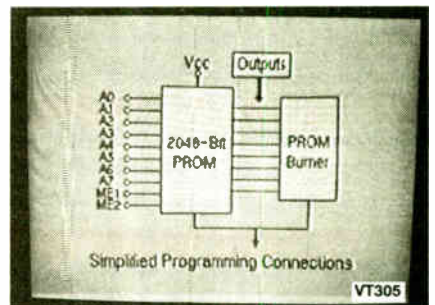 Vcc
Outputs
A0
A1
A2
A3
A4
A5
A6
A7
ME1
ME2
2048-Bit
PROM
PROM
Burner
Simplified Programming Connections
VT305